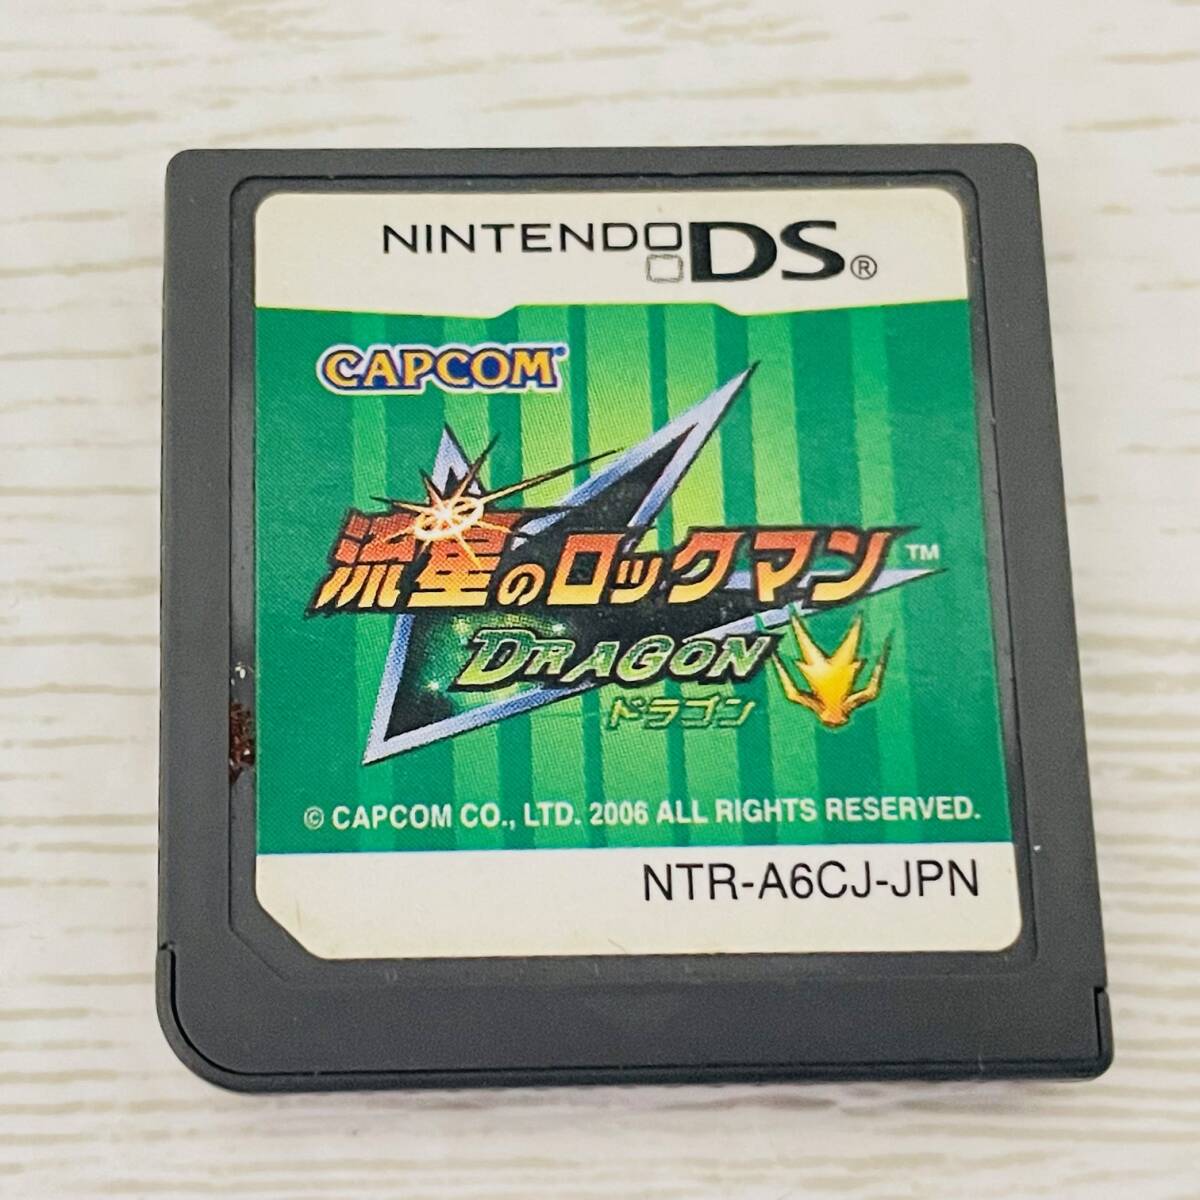 NINTENDO DS®
CAPCOM
流星のロックマン™
DRAGON
ドラゴン
© CAPCOM CO., LTD. 2006 ALL RIGHTS RESERVED.
NTR-A6CJ-JPN